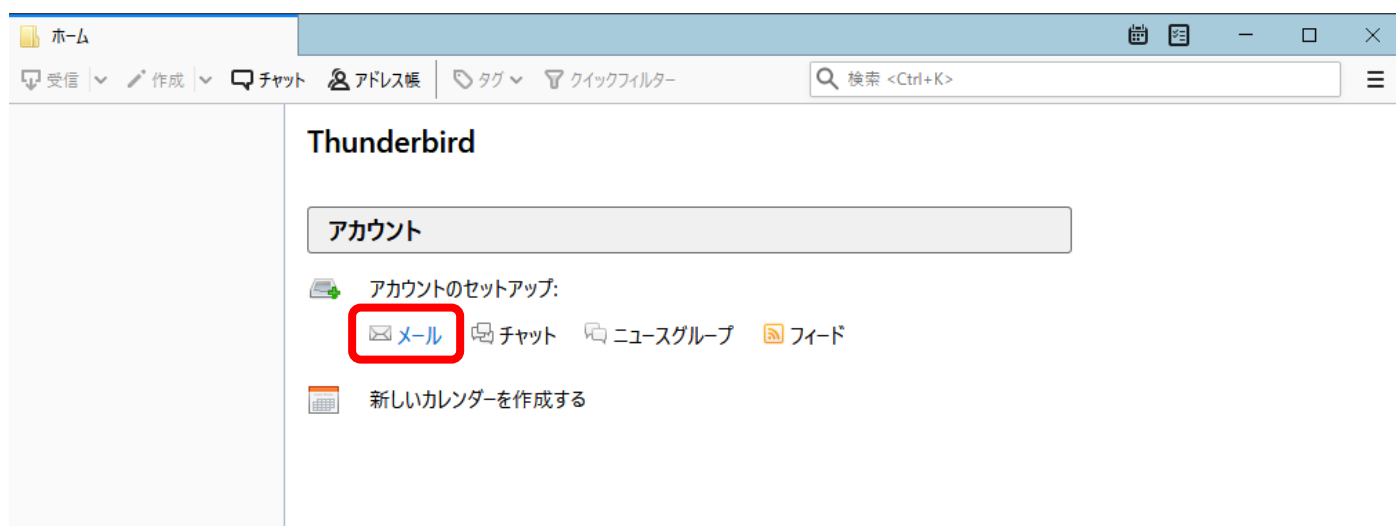 ホーム
受信 作成 チャット アドレス帳 タグ クイックフィルター 検索 <Ctrl+K>
Thunderbird
アカウント
アカウントのセットアップ:
メール チャット ニュースグループ フィード
新しいカレンダーを作成する